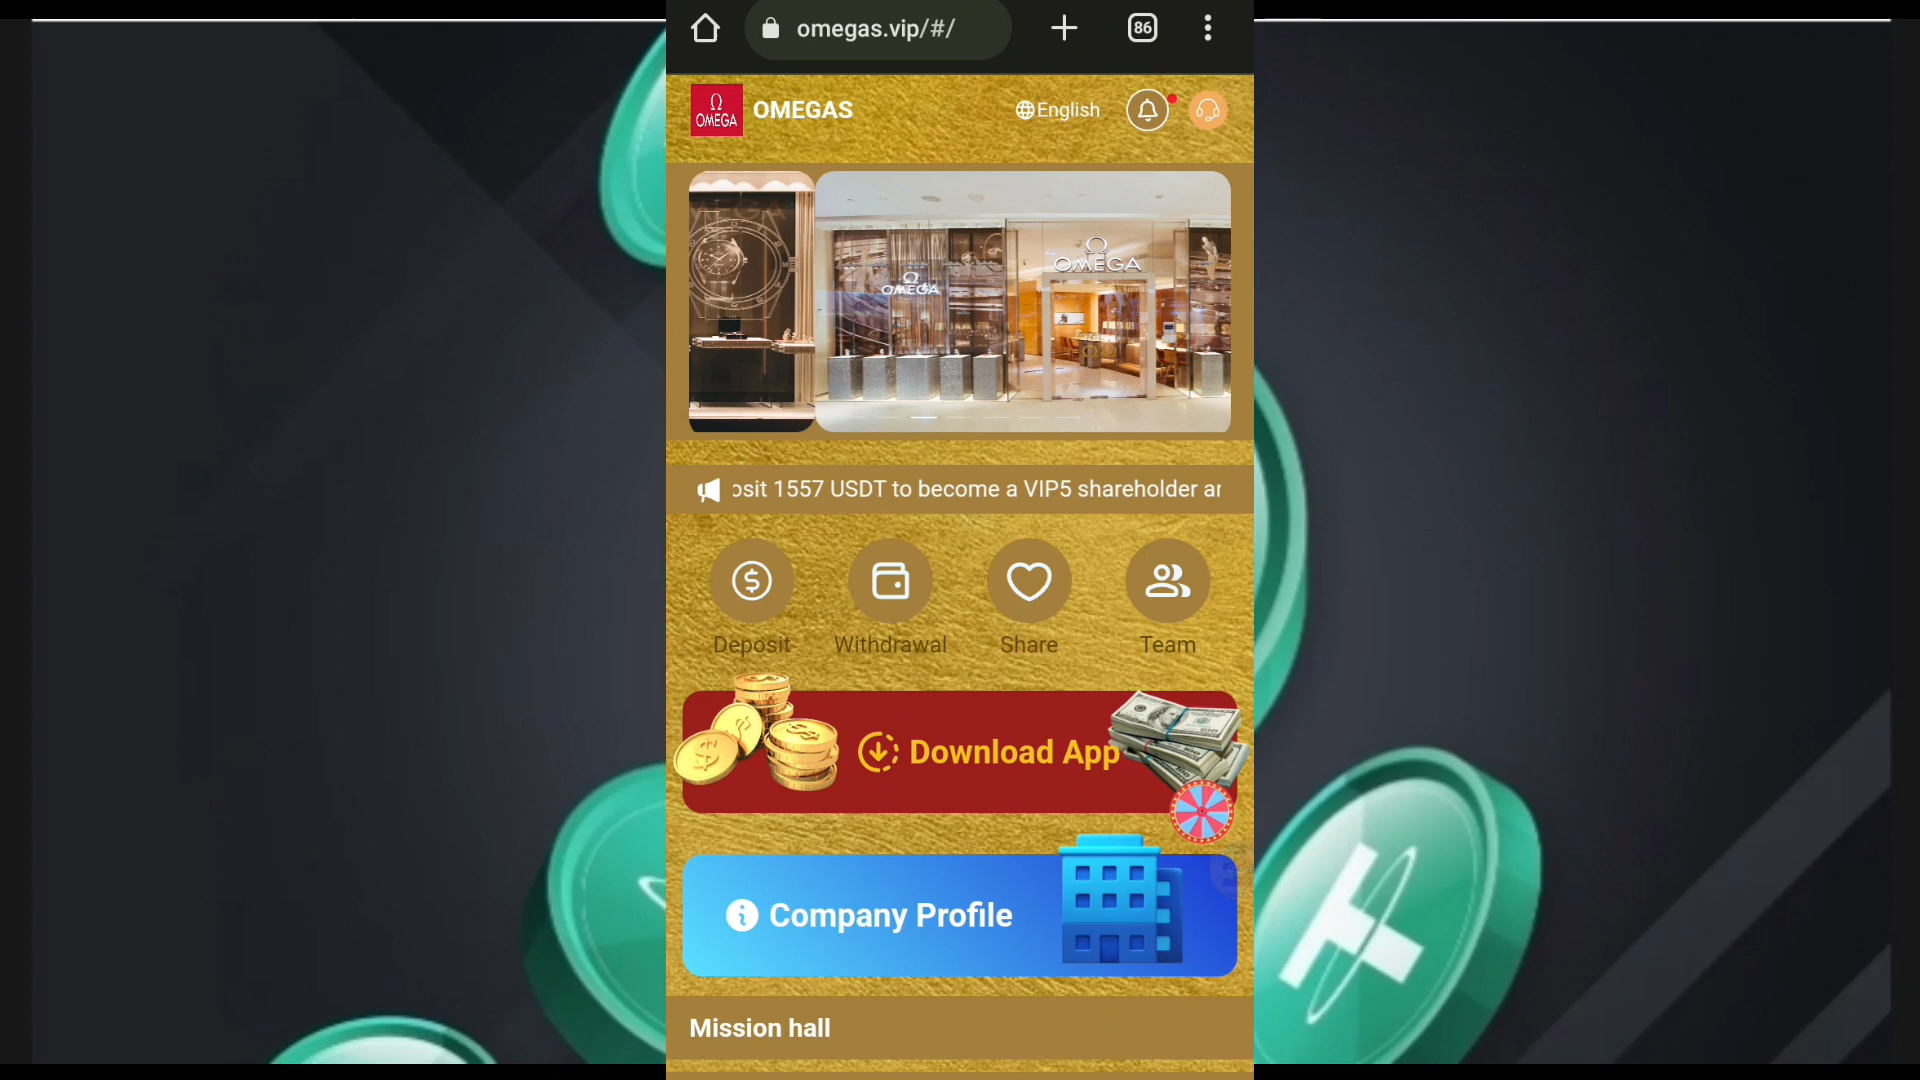 omegas.vip/#/
86
Ω
OMEGA
OMEGAS
English
Ω
OMEGA
Ω
OMEGA
osit 1557 USDT to become a VIP5 shareholder ar
Deposit
Withdrawal
Share
Team
Download App
Company Profile
Mission hall